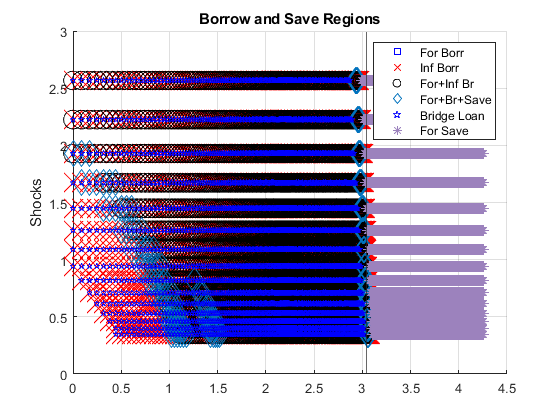 Borrow and Save Regions
3
2.5
2
1.5
1
0.5
0
Shocks
0
0.5
1
1.5
2
2.5
3
3.5
4
4.5
For Borr
Inf Borr
For+Inf Br
For+Br+Save
Bridge Loan
For Save